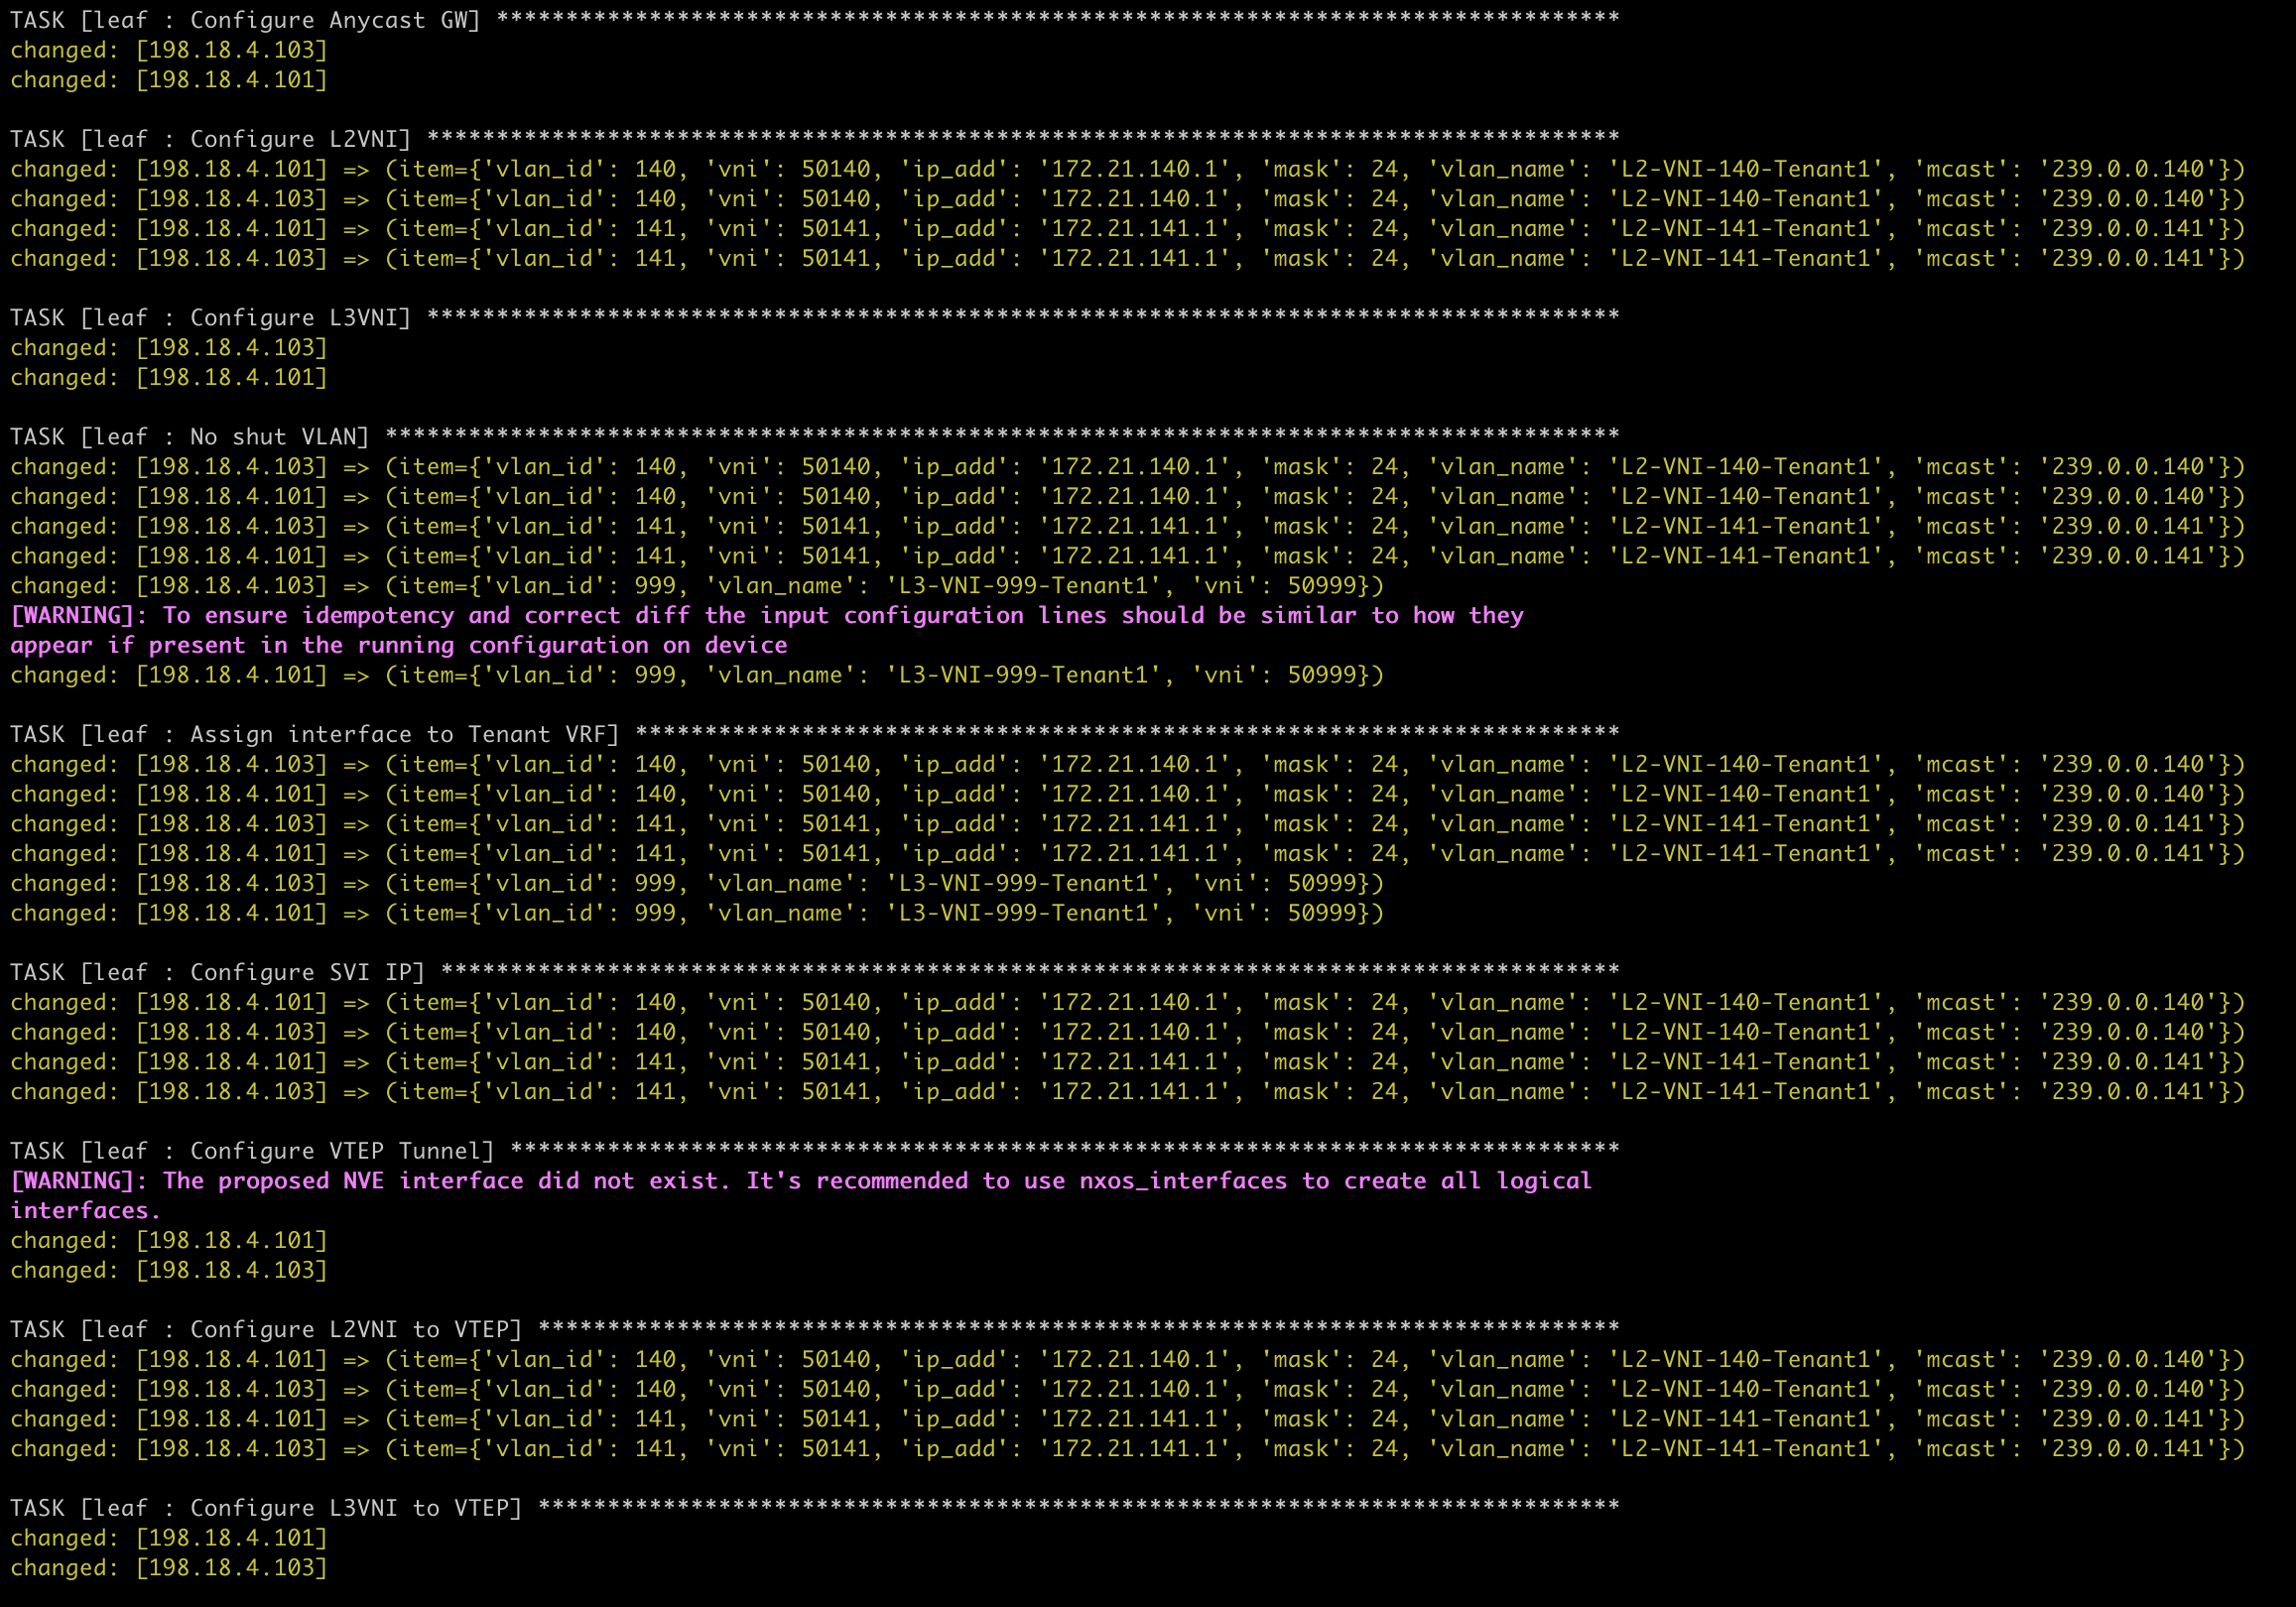 TASK [leaf : Configure Anycast GW] *********************************************************************************
changed: [198.18.4.103]
changed: [198.18.4.101]
TASK [leaf : Configure L2VNI] **************************************************************************************
changed: [198.18.4.101] => (item={'vlan_id': 140, 'vni': 50140, 'ip_add': '172.21.140.1', 'mask': 24, 'vlan_name': 'L2-VNI-140-Tenant1', 'mcast': '239.0.0.140'})
changed: [198.18.4.103] => (item={'vlan_id': 140, 'vni': 50140, 'ip_add': '172.21.140.1', 'mask': 24, 'vlan_name': 'L2-VNI-140-Tenant1', 'mcast': '239.0.0.140'})
changed: [198.18.4.101] => (item={'vlan_id': 141, 'vni': 50141, 'ip_add': '172.21.141.1', 'mask': 24, 'vlan_name': 'L2-VNI-141-Tenant1', 'mcast': '239.0.0.141'})
changed: [198.18.4.103] => (item={'vlan_id': 141, 'vni': 50141, 'ip_add': '172.21.141.1', 'mask': 24, 'vlan_name': 'L2-VNI-141-Tenant1', 'mcast': '239.0.0.141'})
TASK [leaf : Configure L3VNI] **************************************************************************************
changed: [198.18.4.103]
changed: [198.18.4.101]
TASK [leaf : No shut VLAN] *****************************************************************************************
changed: [198.18.4.103] => (item={'vlan_id': 140, 'vni': 50140, 'ip_add': '172.21.140.1', 'mask': 24, 'vlan_name': 'L2-VNI-140-Tenant1', 'mcast': '239.0.0.140'})
changed: [198.18.4.101] => (item={'vlan_id': 140, 'vni': 50140, 'ip_add': '172.21.140.1', 'mask': 24, 'vlan_name': 'L2-VNI-140-Tenant1', 'mcast': '239.0.0.140'})
changed: [198.18.4.103] => (item={'vlan_id': 141, 'vni': 50141, 'ip_add': '172.21.141.1', 'mask': 24, 'vlan_name': 'L2-VNI-141-Tenant1', 'mcast': '239.0.0.141'})
changed: [198.18.4.101] => (item={'vlan_id': 141, 'vni': 50141, 'ip_add': '172.21.141.1', 'mask': 24, 'vlan_name': 'L2-VNI-141-Tenant1', 'mcast': '239.0.0.141'})
changed: [198.18.4.103] => (item={'vlan_id': 999, 'vlan_name': 'L3-VNI-999-Tenant1', 'vni': 50999})
[WARNING]: To ensure idempotency and correct diff the input configuration lines should be similar to how they
appear if present in the running configuration on device
changed: [198.18.4.101] => (item={'vlan_id': 999, 'vlan_name': 'L3-VNI-999-Tenant1', 'vni': 50999})
TASK [leaf : Assign interface to Tenant VRF] ***********************************************************************
changed: [198.18.4.103] => (item={'vlan_id': 140, 'vni': 50140, 'ip_add': '172.21.140.1', 'mask': 24, 'vlan_name': 'L2-VNI-140-Tenant1', 'mcast': '239.0.0.140'})
changed: [198.18.4.101] => (item={'vlan_id': 140, 'vni': 50140, 'ip_add': '172.21.140.1', 'mask': 24, 'vlan_name': 'L2-VNI-140-Tenant1', 'mcast': '239.0.0.140'})
changed: [198.18.4.103] => (item={'vlan_id': 141, 'vni': 50141, 'ip_add': '172.21.141.1', 'mask': 24, 'vlan_name': 'L2-VNI-141-Tenant1', 'mcast': '239.0.0.141'})
changed: [198.18.4.101] => (item={'vlan_id': 141, 'vni': 50141, 'ip_add': '172.21.141.1', 'mask': 24, 'vlan_name': 'L2-VNI-141-Tenant1', 'mcast': '239.0.0.141'})
changed: [198.18.4.103] => (item={'vlan_id': 999, 'vlan_name': 'L3-VNI-999-Tenant1', 'vni': 50999})
changed: [198.18.4.101] => (item={'vlan_id': 999, 'vlan_name': 'L3-VNI-999-Tenant1', 'vni': 50999})
TASK [leaf : Configure SVI IP] *************************************************************************************
changed: [198.18.4.101] => (item={'vlan_id': 140, 'vni': 50140, 'ip_add': '172.21.140.1', 'mask': 24, 'vlan_name': 'L2-VNI-140-Tenant1', 'mcast': '239.0.0.140'})
changed: [198.18.4.103] => (item={'vlan_id': 140, 'vni': 50140, 'ip_add': '172.21.140.1', 'mask': 24, 'vlan_name': 'L2-VNI-140-Tenant1', 'mcast': '239.0.0.140'})
changed: [198.18.4.101] => (item={'vlan_id': 141, 'vni': 50141, 'ip_add': '172.21.141.1', 'mask': 24, 'vlan_name': 'L2-VNI-141-Tenant1', 'mcast': '239.0.0.141'})
changed: [198.18.4.103] => (item={'vlan_id': 141, 'vni': 50141, 'ip_add': '172.21.141.1', 'mask': 24, 'vlan_name': 'L2-VNI-141-Tenant1', 'mcast': '239.0.0.141'})
TASK [leaf : Configure VTEP Tunnel] ********************************************************************************
[WARNING]: The proposed NVE interface did not exist. It's recommended to use nxos_interfaces to create all logical
interfaces.
changed: [198.18.4.101]
changed: [198.18.4.103]
TASK [leaf : Configure L2VNI to VTEP] ******************************************************************************
changed: [198.18.4.101] => (item={'vlan_id': 140, 'vni': 50140, 'ip_add': '172.21.140.1', 'mask': 24, 'vlan_name': 'L2-VNI-140-Tenant1', 'mcast': '239.0.0.140'})
changed: [198.18.4.103] => (item={'vlan_id': 140, 'vni': 50140, 'ip_add': '172.21.140.1', 'mask': 24, 'vlan_name': 'L2-VNI-140-Tenant1', 'mcast': '239.0.0.140'})
changed: [198.18.4.101] => (item={'vlan_id': 141, 'vni': 50141, 'ip_add': '172.21.141.1', 'mask': 24, 'vlan_name': 'L2-VNI-141-Tenant1', 'mcast': '239.0.0.141'})
changed: [198.18.4.103] => (item={'vlan_id': 141, 'vni': 50141, 'ip_add': '172.21.141.1', 'mask': 24, 'vlan_name': 'L2-VNI-141-Tenant1', 'mcast': '239.0.0.141'})
TASK [leaf : Configure L3VNI to VTEP] ******************************************************************************
changed: [198.18.4.101]
changed: [198.18.4.103]